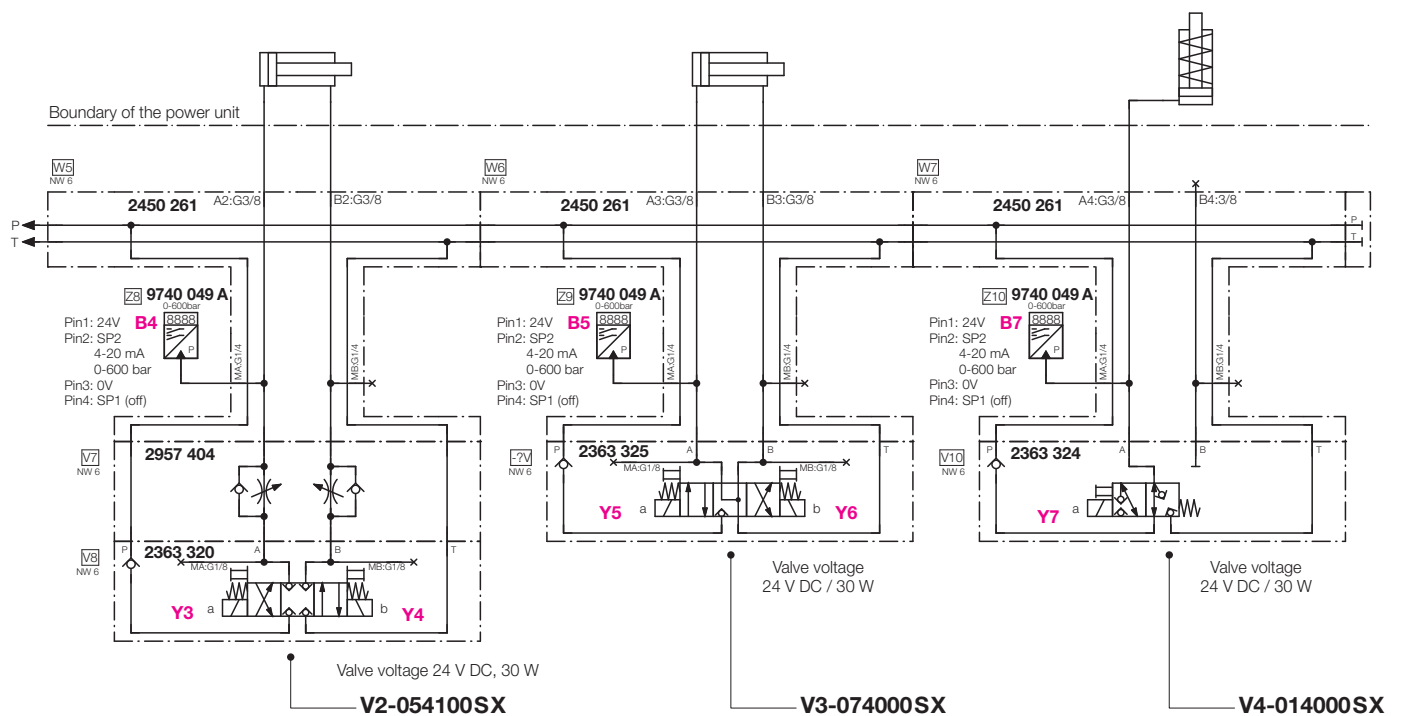 Boundary of the power unit
W5
NW 6
W6
NW 6
W7
NW 6
2450 261
A2:G3/8
B2:G3/8
2450 261
A3:G3/8
B3:G3/8
2450 261
A4:G3/8
B4:3/8
P
T
P
T
Z8 9740 049 A
0-600bar
8888
B4
P
Pin1: 24V
Pin2: SP2
4-20 mA
0-600 bar
Pin3: 0V
Pin4: SP1 (off)
MA:G1/4
MB:G1/4
Z9 9740 049 A
0-600bar
8888
B5
P
Pin1: 24V
Pin2: SP2
4-20 mA
0-600 bar
Pin3: 0V
Pin4: SP1 (off)
MA:G1/4
MB:G1/4
Z10 9740 049 A
0-600bar
8888
B7
P
Pin1: 24V
Pin2: SP2
4-20 mA
0-600 bar
Pin3: 0V
Pin4: SP1 (off)
MA:G1/4
MB:G1/4
V7
NW 6
2957 404
V8
NW 6
P
2363 320
A
B
T
MA:G1/8
MB:G1/8
Y3
a
b
Y4
Valve voltage 24 V DC, 30 W
V2-054100SX
-?V
NW 6
P
2363 325
A
B
T
MA:G1/8
MB:G1/8
Y5
a
b
Y6
Valve voltage
24 V DC / 30 W
V3-074000SX
V10
NW 6
P
2363 324
A
B
T
Y7
a
Valve voltage
24 V DC / 30 W
V4-014000SX